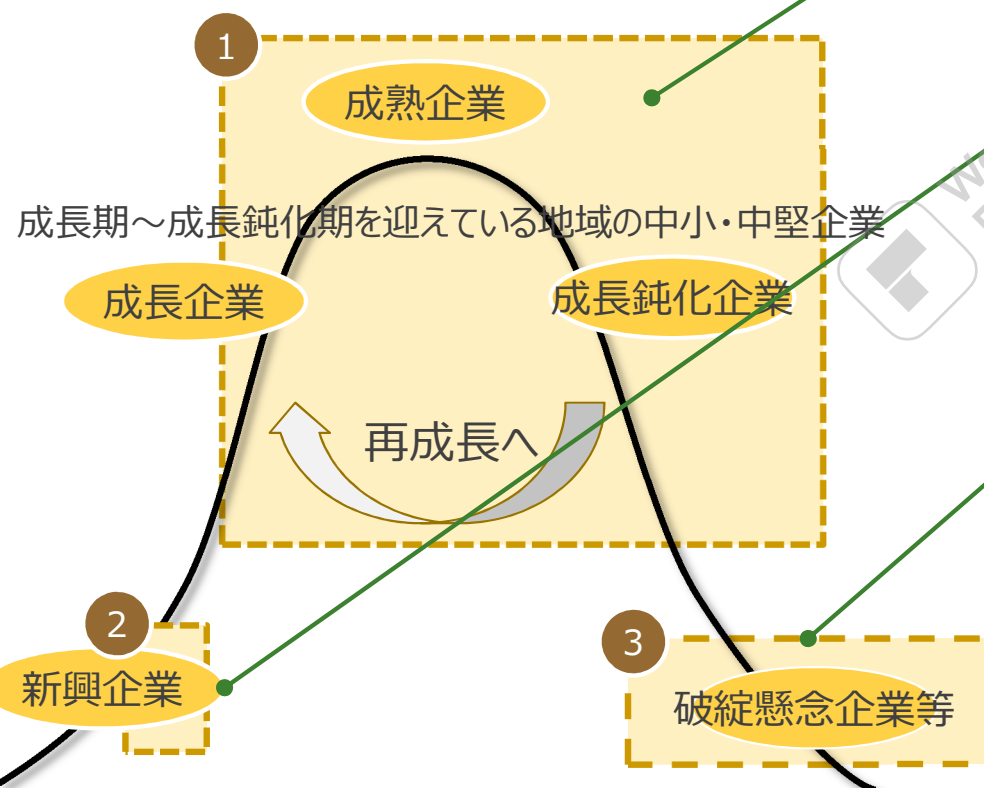 1
成熟企業
成長期～成長鈍化期を迎えている地域の中小・中堅企業
成長企業
成長鈍化企業
再成長へ
2
新興企業
3
破綻懸念企業等